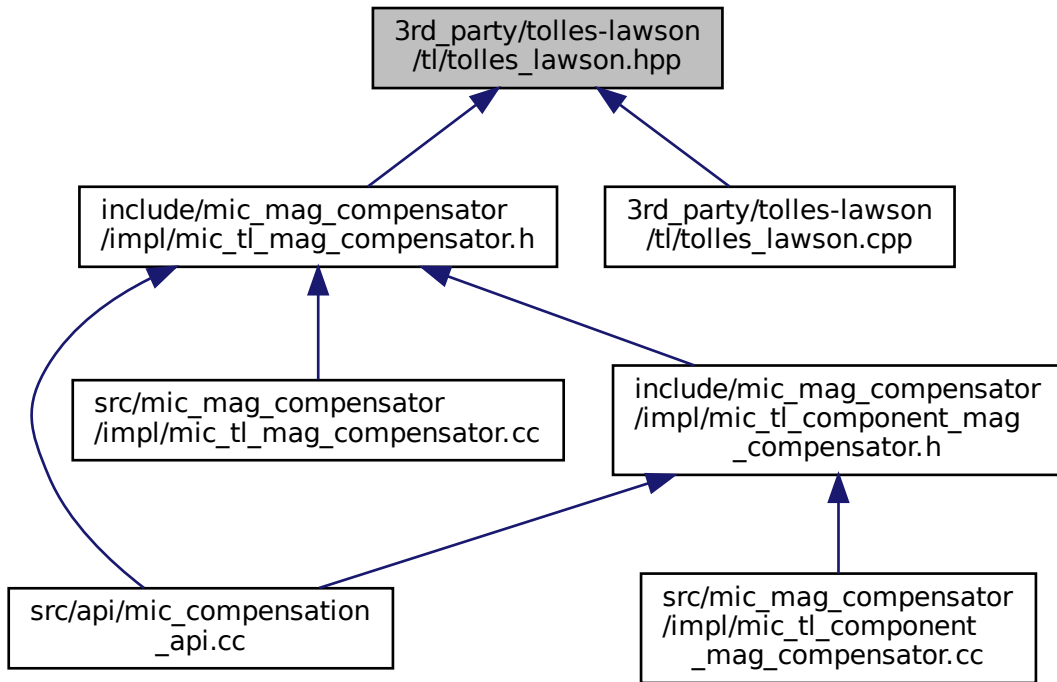 3rd_party/tolles-lawson
/tl/tolles_lawson.hpp
include/mic_mag_compensator
/impl/mic_tl_mag_compensator.h
3rd_party/tolles-lawson
/tl/tolles_lawson.cpp
src/mic_mag_compensator
/impl/mic_tl_mag_compensator.cc
include/mic_mag_compensator
/impl/mic_tl_component_mag
_compensator.h
src/api/mic_compensation
_api.cc
src/mic_mag_compensator
/impl/mic_tl_component
_mag_compensator.cc